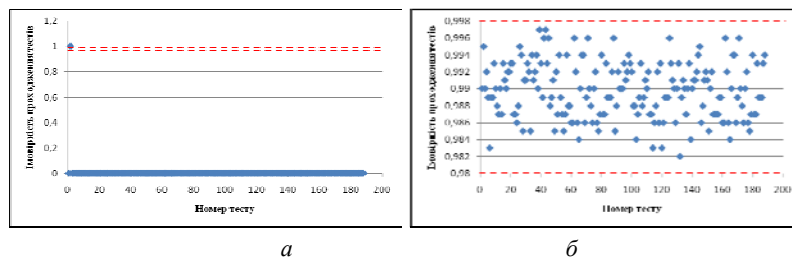 1,2
1
0,8
0,6
0,4
0,2
0
0 20 40 60 80 100 120 140 160 180 200
Номер тесту
Імовірність проходження тестів
0,998
0,996
0,994
0,992
0,99
0,988
0,986
0,984
0,982
0,98
0 20 40 60 80 100 120 140 160 180 200
Номер тесту
Імовірність проходження тестів
а б